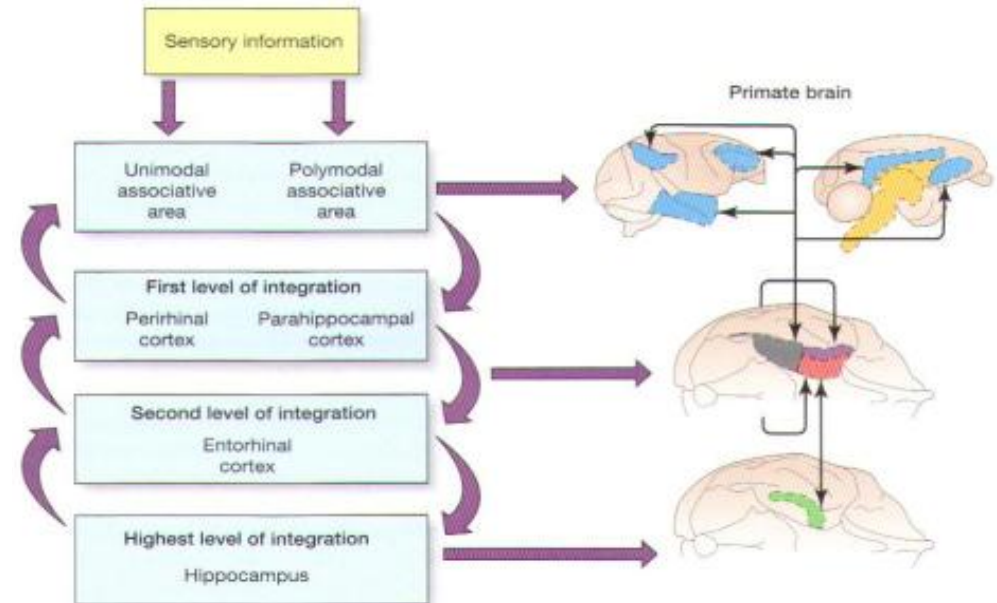 Sensory information
Primate brain
Unimodal
associative
area
Polymodal
associative
area
First level of integration
Perirhinal
cortex
Parahippocampal
cortex
Second level of integration
Entorhinal
cortex
Highest level of integration
Hippocampus